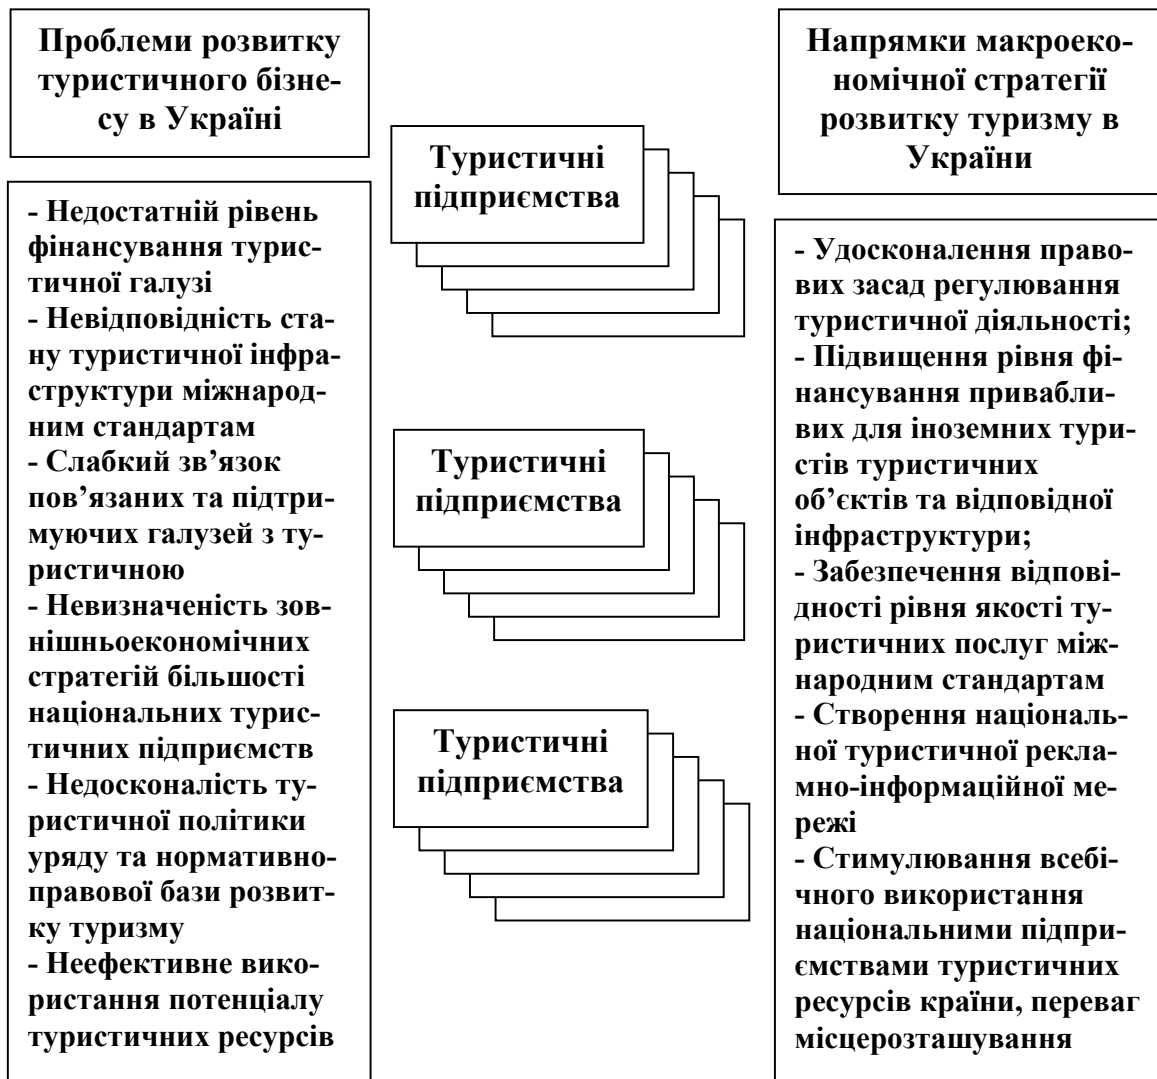 Проблеми розвитку
туристичного бізне-
су в Україні
- Недостатній рівень
фінансування турис-
тичної галузі
- Невідповідність ста-
ну туристичної інфра-
структури міжнарод-
ним стандартам
- Слабкий зв’язок
пов’язаних та підтри-
муючих галузей з ту-
ристичною
- Невизначеність зов-
нішньоекономічних
стратегій більшості
національних турис-
тичних підприємств
- Недосконалість ту-
ристичної політики
уряду та нормативно-
правової бази розвит-
ку туризму
- Неефективне вико-
ристання потенціалу
туристичних ресурсів
Туристичні
підприємства
Туристичні
підприємства
Туристичні
підприємства
Напрямки макроеко-
номічної стратегії
розвитку туризму в
України
- Удосконалення право-
вих засад регулювання
туристичної діяльності;
- Підвищення рівня фі-
нансування привабли-
вих для іноземних тури-
стів туристичних
об’єктів та відповідної
інфраструктури;
- Забезпечення відпові-
дності рівня якості ту-
ристичних послуг між-
народним стандартам
- Створення національ-
ної туристичної рекла-
мно-інформаційної ме-
режі
- Стимулювання всебі-
чного використання
національними підпри-
ємствами туристичних
ресурсів країни, переваг
місцерозташування